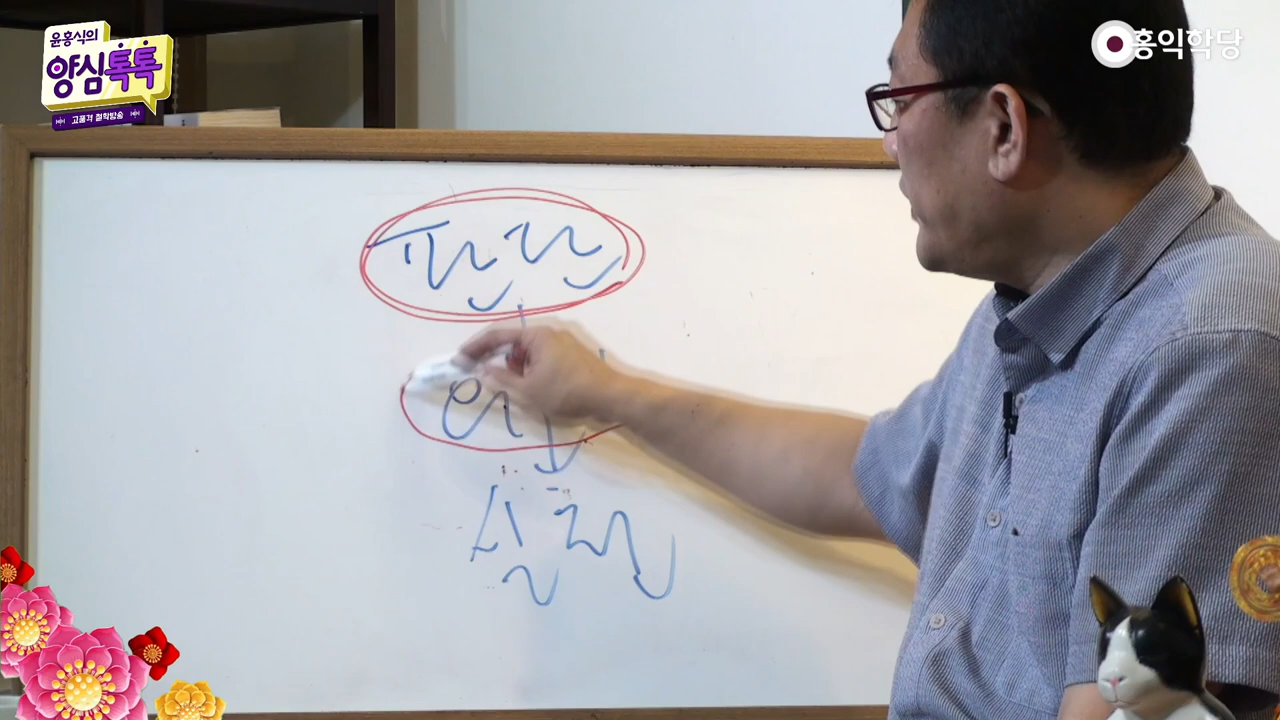 윤홍식의
양심톡톡
고품격 철학방송
홍익학당
판단
실천